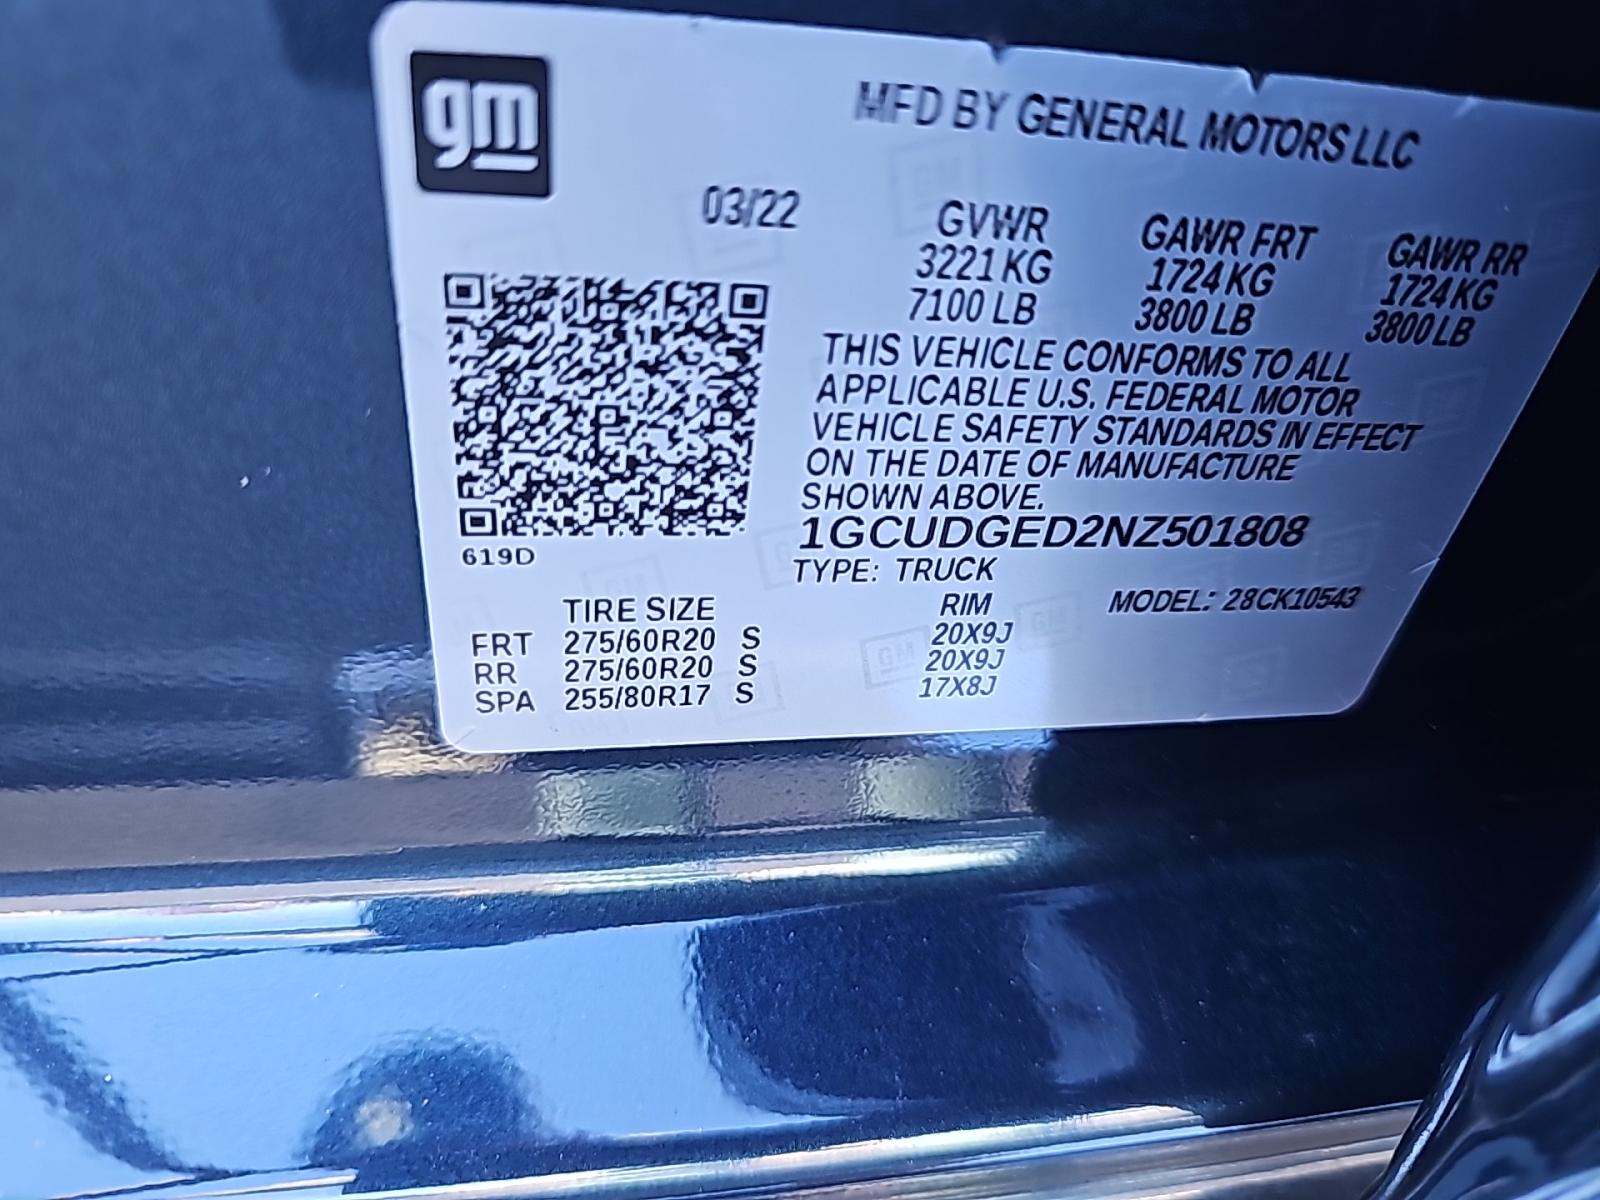 gm
MFD BY GENERAL MOTORS LLC
03/22
GVWR GAWR FRT GAWR RR
3221 KG 1724 KG 1724 KG
7100 LB 3800 LB 3800 LB
THIS VEHICLE CONFORMS TO ALL
APPLICABLE U.S. FEDERAL MOTOR
VEHICLE SAFETY STANDARDS IN EFFECT
ON THE DATE OF MANUFACTURE
SHOWN ABOVE.
1GCUDGED2NZ501808
619D
TYPE: TRUCK
MODEL: 28CK10543
TIRE SIZE RIM
FRT 275/60R20 S 20X9J
RR 275/60R20 S 20X9J
SPA 255/80R17 S 17X8J